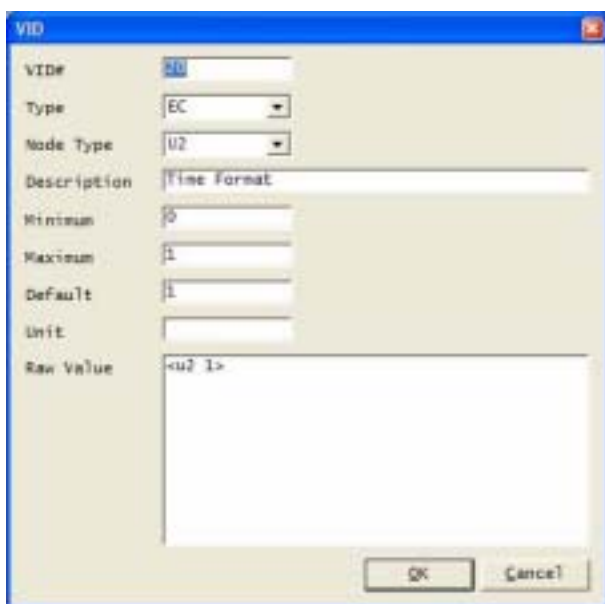 VID
VID# 20
Type EC
Node Type U2
Description Time Format
Minimum 0
Maximum 1
Default 1
Unit
Raw Value <u2 1>
OK Cancel